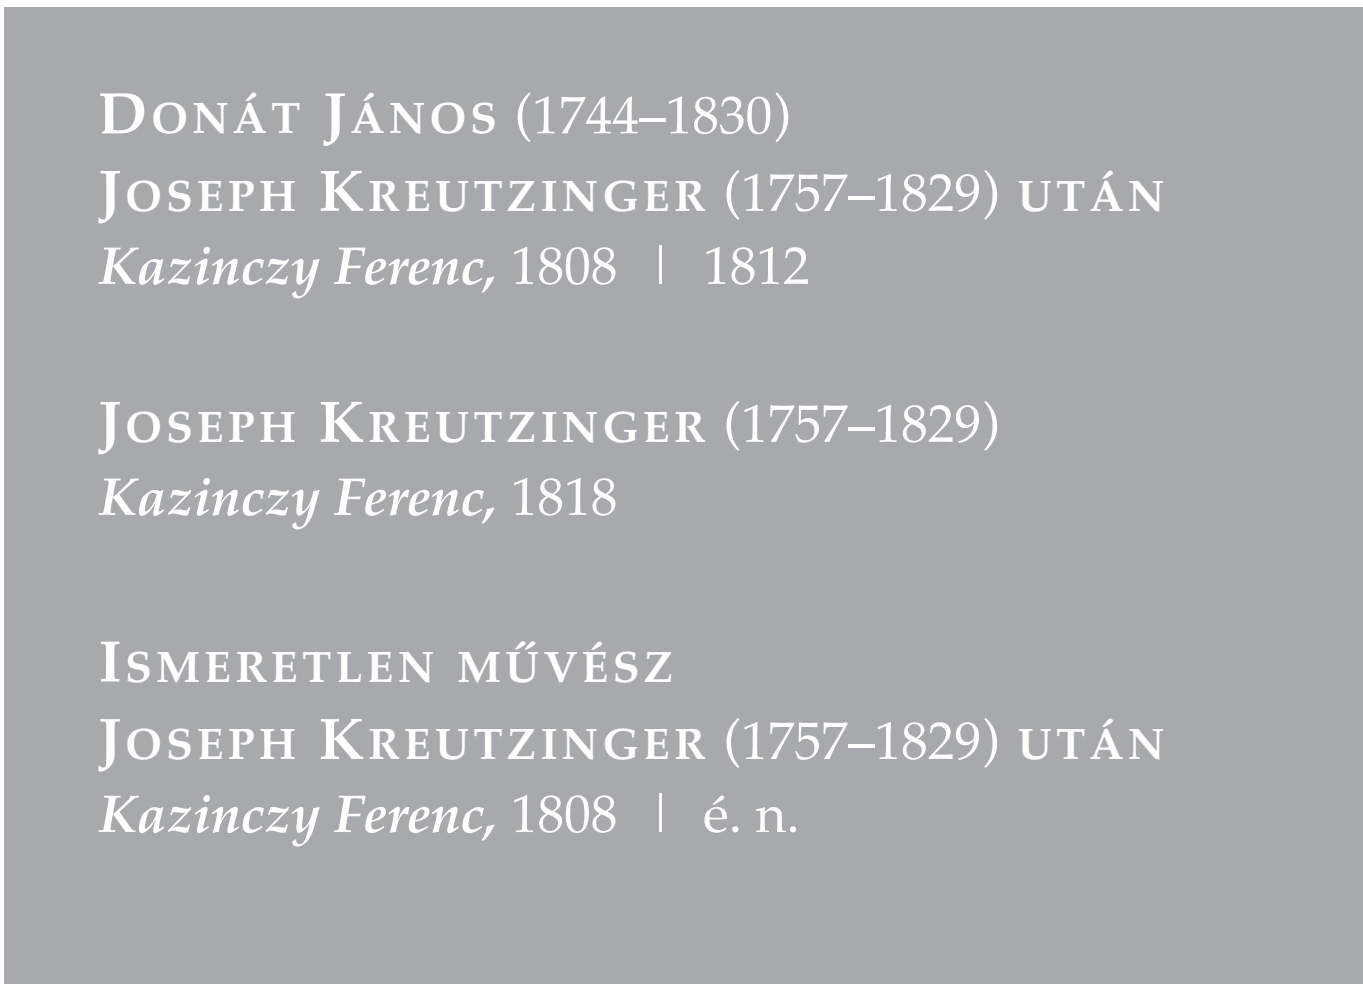 Donát János (1744–1830)
Joseph Kreutzinger (1757–1829) után
Kazinczy Ferenc, 1808 | 1812
Joseph Kreutzinger (1757–1829)
Kazinczy Ferenc, 1818
Ismeretlen művész
Joseph Kreutzinger (1757–1829) után
Kazinczy Ferenc, 1808 | é. n.